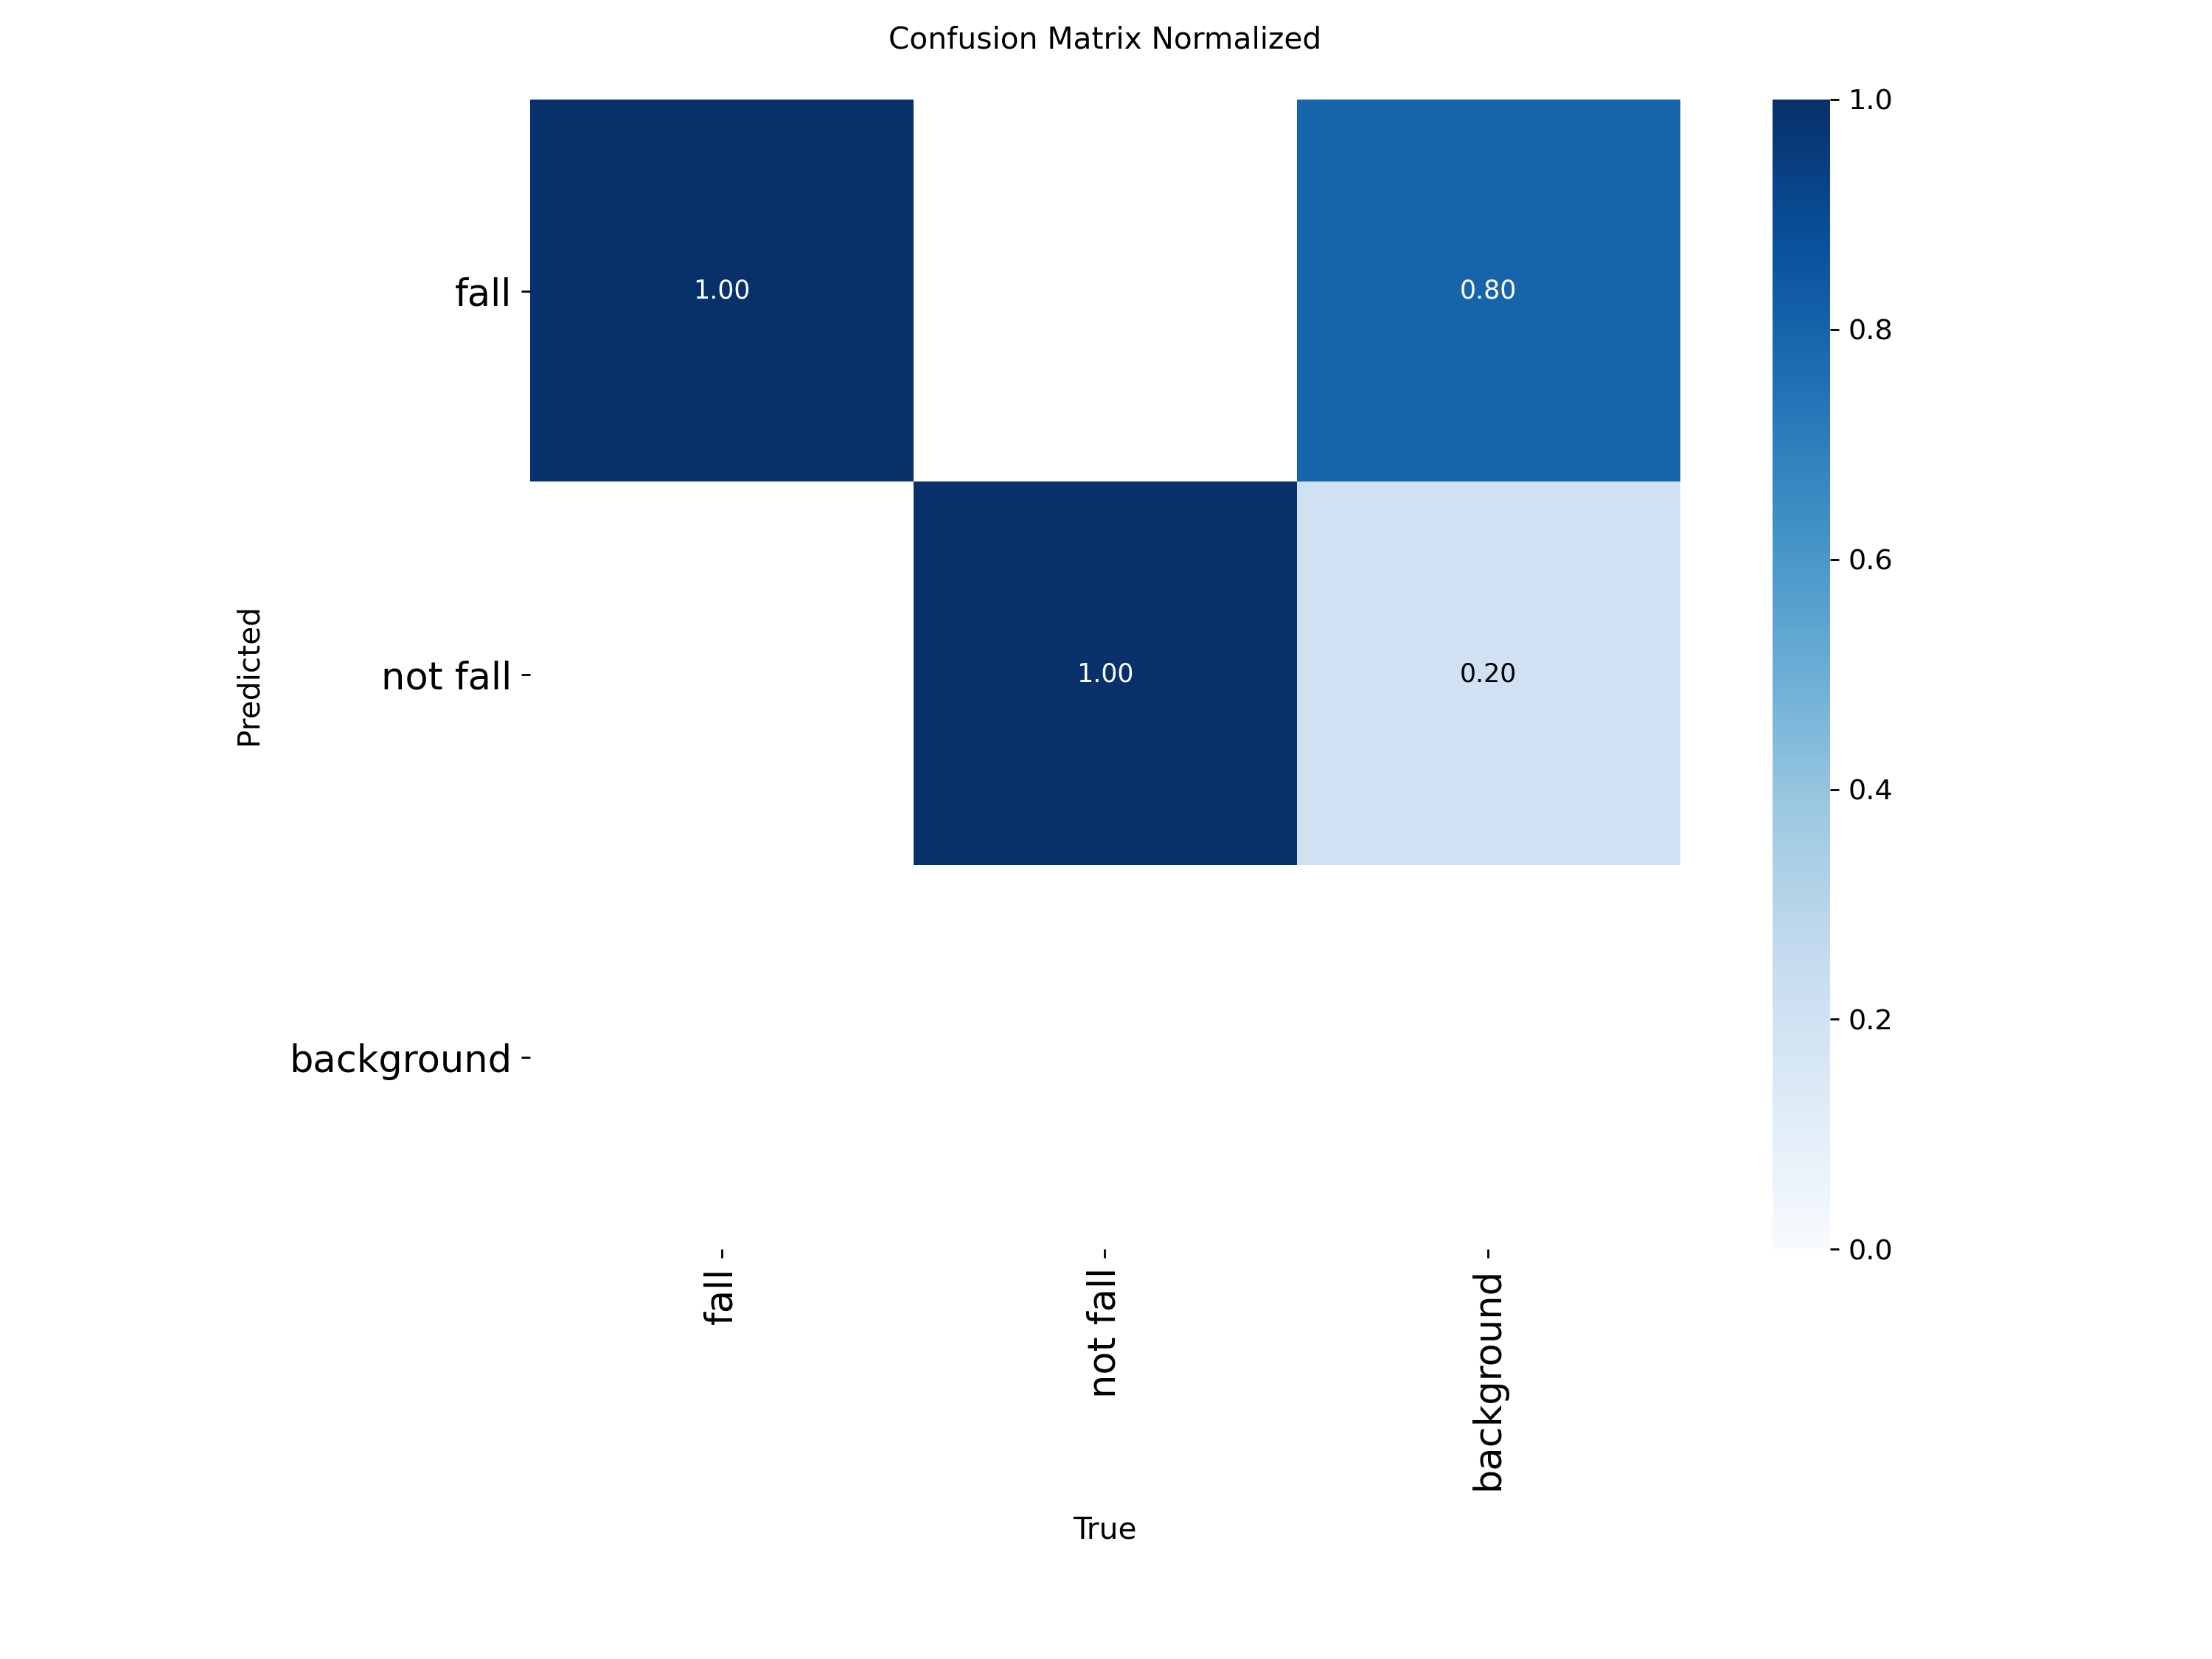 Confusion Matrix Normalized
fall
1.00
0.80
not fall
1.00
0.20
background
Predicted
fall
not fall
background
True
1.0
0.8
0.6
0.4
0.2
0.0